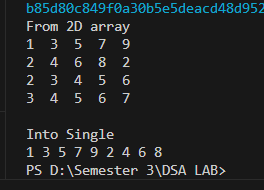 b85d80c849f0a30b5e5deacd48d952
From 2D array
1 3 5 7 9
2 4 6 8 2
2 3 4 5 6
3 4 5 6 7
Into Single
1 3 5 7 9 2 4 6 8
PS D:\Semester 3\DSA LAB>